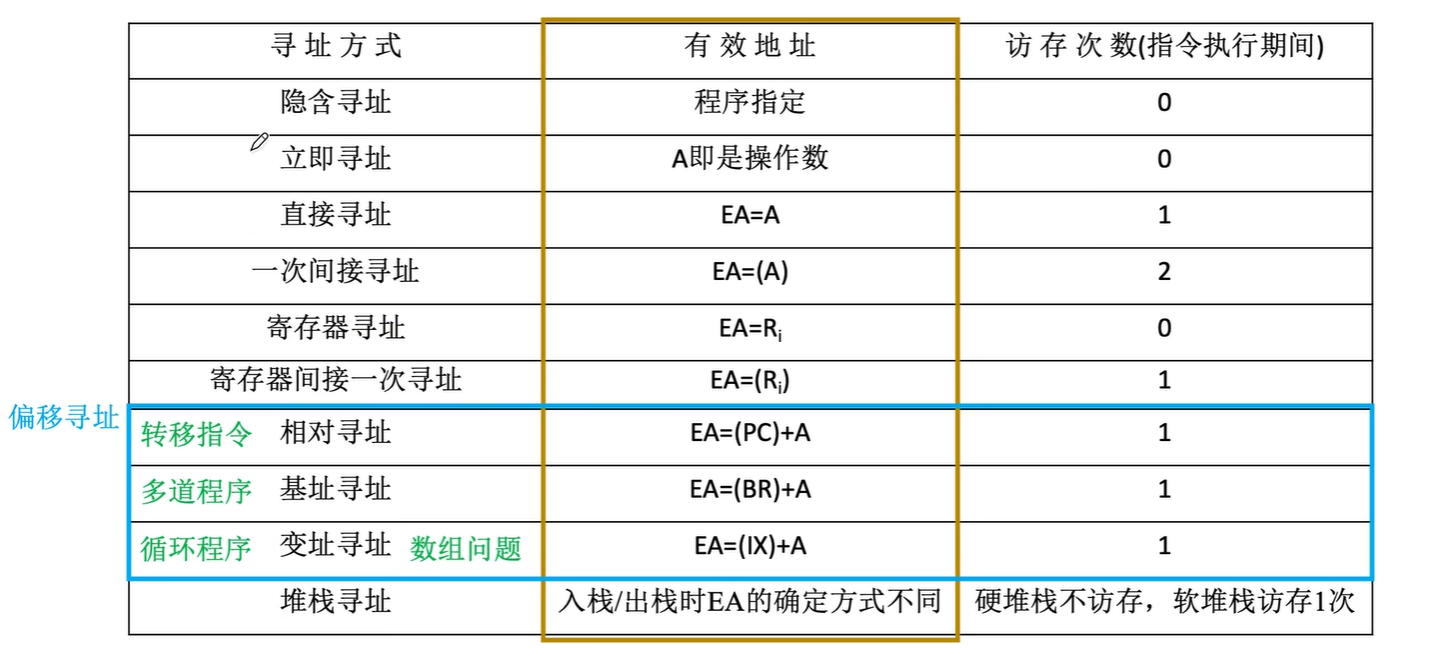 寻址方式 有效地址 访存次数(指令执行期间)
隐含寻址 程序指定 0
立即寻址 A即是操作数 0
直接寻址 EA=A 1
一次间接寻址 EA=(A) 2
寄存器寻址 EA=Rᵢ 0
寄存器间接一次寻址 EA=(Rᵢ) 1
偏移寻址
转移指令 相对寻址 EA=(PC)+A 1
多道程序 基址寻址 EA=(BR)+A 1
循环程序 变址寻址 数组问题 EA=(IX)+A 1
堆栈寻址 入栈/出栈时EA的确定方式不同 硬堆栈不访存，软堆栈访存1次